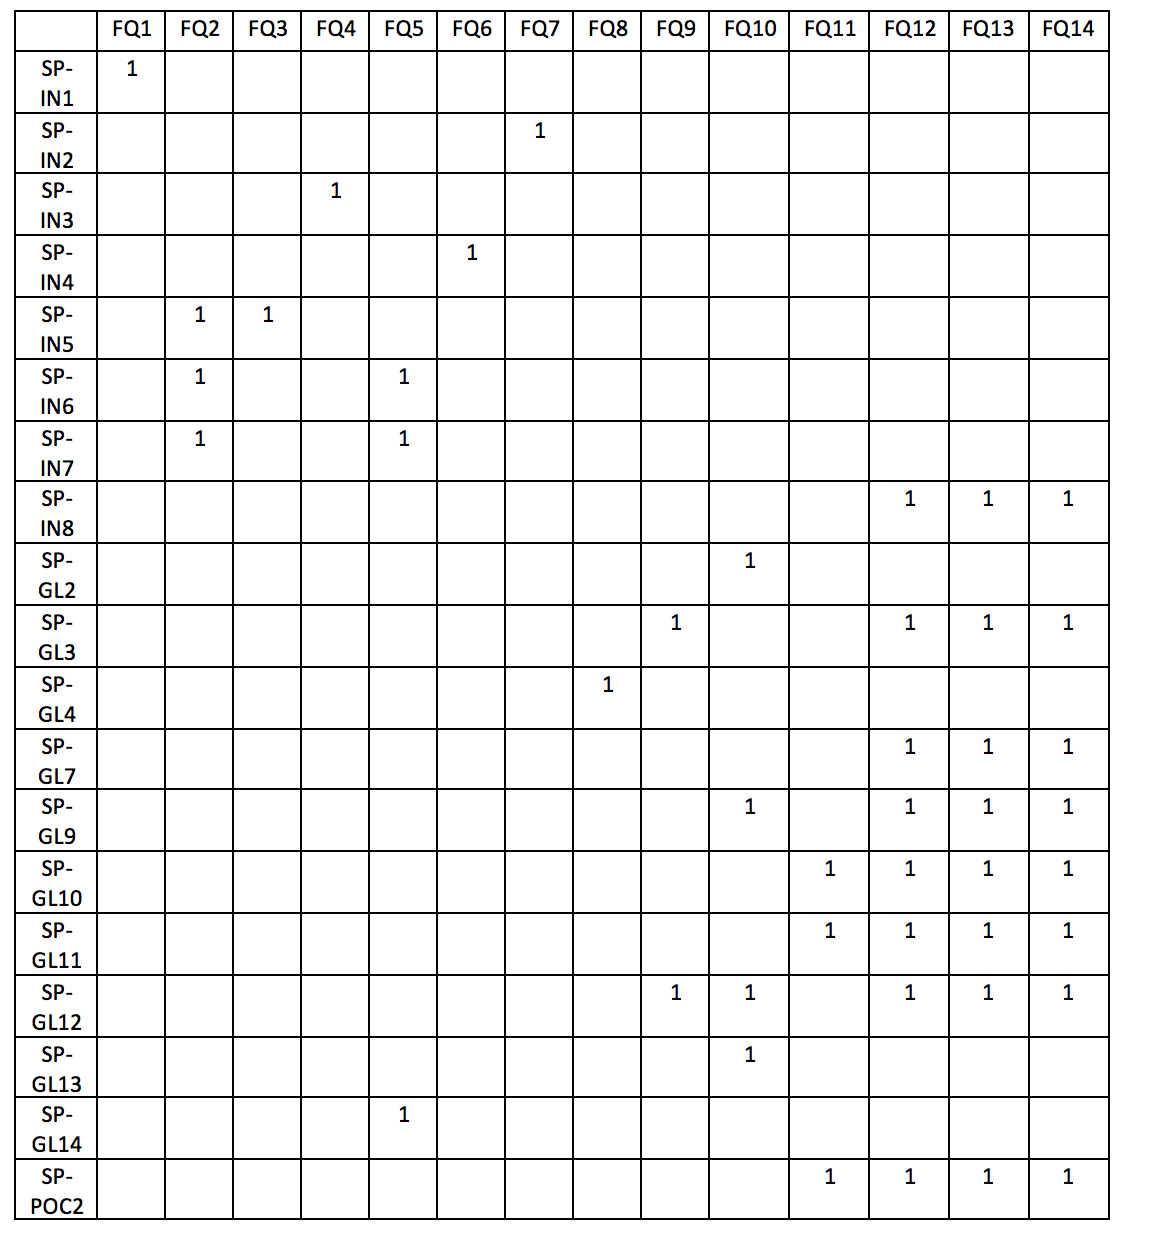 FQ1 FQ2 FQ3 FQ4 FQ5 FQ6 FQ7 FQ8 FQ9 FQ10 FQ11 FQ12 FQ13 FQ14
SP- 1
IN1
SP- 1
IN2
SP- 1
IN3
SP- 1
IN4
SP- 1 1
IN5
SP- 1 1
IN6
SP- 1 1
IN7
SP- 1 1 1
IN8
SP- 1
GL2
SP- 1 1 1 1
GL3
SP- 1
GL4
SP- 1 1 1
GL7
SP- 1 1 1 1
GL9
SP- 1 1 1 1
GL10
SP- 1 1 1 1
GL11
SP- 1 1 1 1 1
GL12
SP- 1
GL13
SP- 1
GL14
SP- 1 1 1 1
POC2